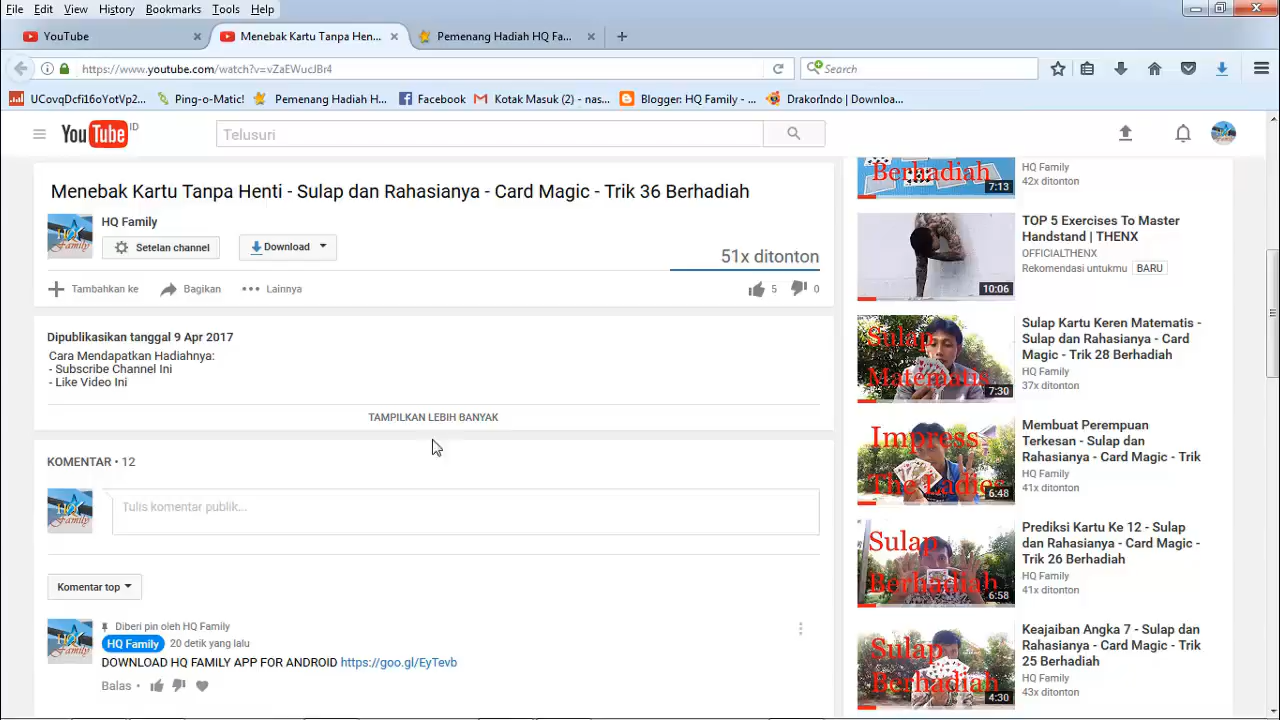 File Edit View History Bookmarks Tools Help
YouTube
Menebak Kartu Tanpa Hen...
Pemenang Hadiah HQ Fa...
https://www.youtube.com/watch?v=vZaEWucJBr4
Search
UCovqDcfi16oYotVp2...
Ping-o-Matic!
Pemenang Hadiah H...
Facebook
Kotak Masuk (2) - nas...
Blogger: HQ Family - ...
DrakorIndo | Downloa...
YouTube ID
Telusuri
Menebak Kartu Tanpa Henti - Sulap dan Rahasianya - Card Magic - Trik 36 Berhadiah
HQ Family
HQ Family
Setelan channel
Download
51x ditonton
Tambahkan ke
Bagikan
Lainnya
5
0
Dipublikasikan tanggal 9 Apr 2017
Cara Mendapatkan Hadiahnya:
- Subscribe Channel Ini
- Like Video Ini
TAMPILKAN LEBIH BANYAK
KOMENTAR • 12
HQ Family
Tulis komentar publik...
Komentar top
HQ Family
Diberi pin oleh HQ Family
HQ Family 20 detik yang lalu
DOWNLOAD HQ FAMILY APP FOR ANDROID https://goo.gl/EyTevb
Balas
Berhadiah
7:13
HQ Family
42x ditonton
10:06
TOP 5 Exercises To Master
Handstand | THENX
OFFICIALTHENX
Rekomendasi untukmu BARU
Sulap
Matematis
7:30
Sulap Kartu Keren Matematis -
Sulap dan Rahasianya - Card
Magic - Trik 28 Berhadiah
HQ Family
37x ditonton
Impress
The Ladies
6:48
Membuat Perempuan
Terkesan - Sulap dan
Rahasianya - Card Magic - Trik
HQ Family
41x ditonton
Sulap
Berhadiah
6:58
Prediksi Kartu Ke 12 - Sulap
dan Rahasianya - Card Magic -
Trik 26 Berhadiah
HQ Family
41x ditonton
Sulap
Berhadiah
4:30
Keajaiban Angka 7 - Sulap dan
Rahasianya - Card Magic - Trik
25 Berhadiah
HQ Family
43x ditonton